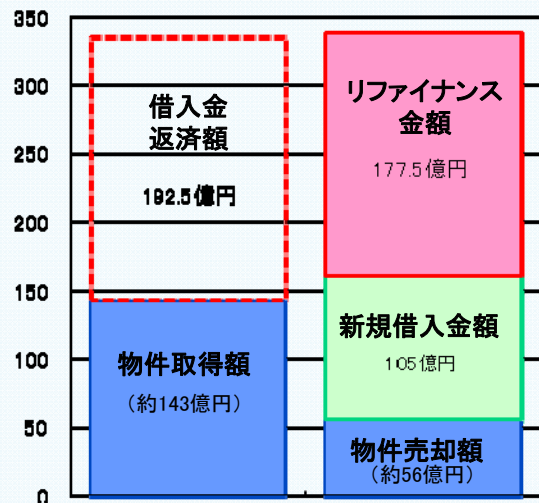 350
300
250
200
150
100
50
0
借入金
返済額
192.5億円
物件取得額
（約143億円）
リファイナンス
金額
177.5億円
新規借入金額
105億円
物件売却額
（約56億円）